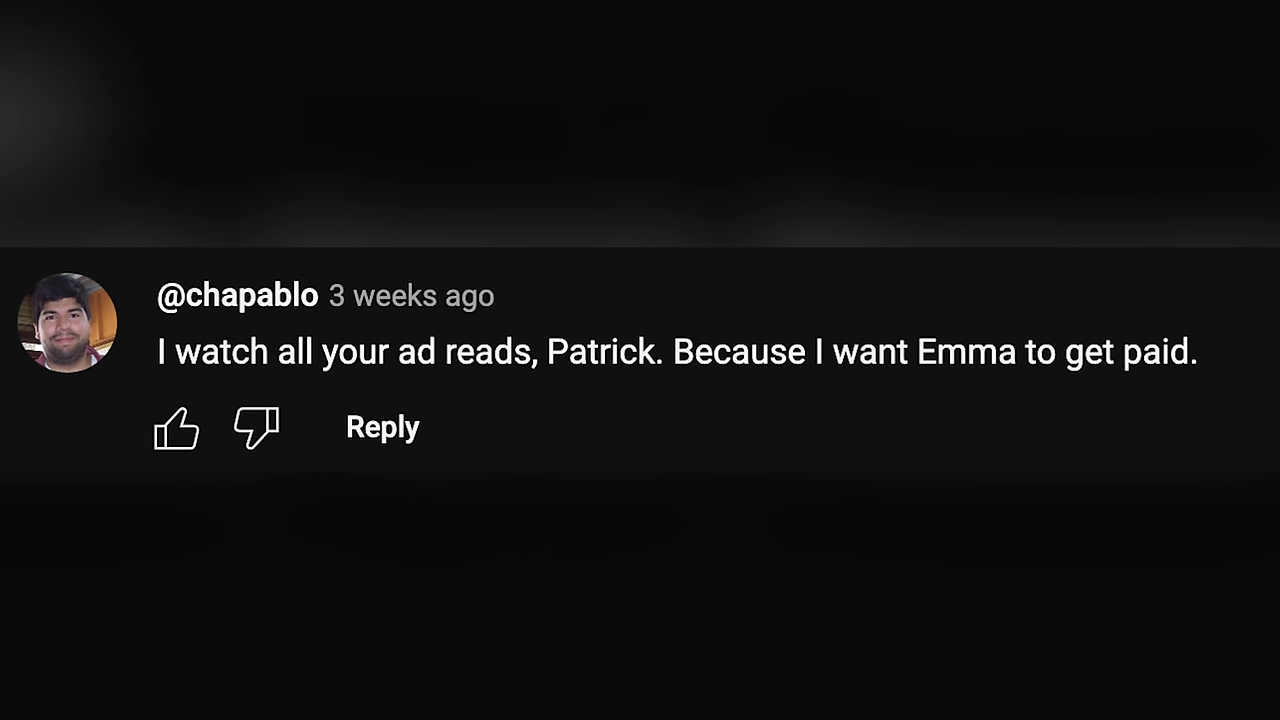 @chapablo 3 weeks ago
I watch all your ad reads, Patrick. Because I want Emma to get paid.
Reply